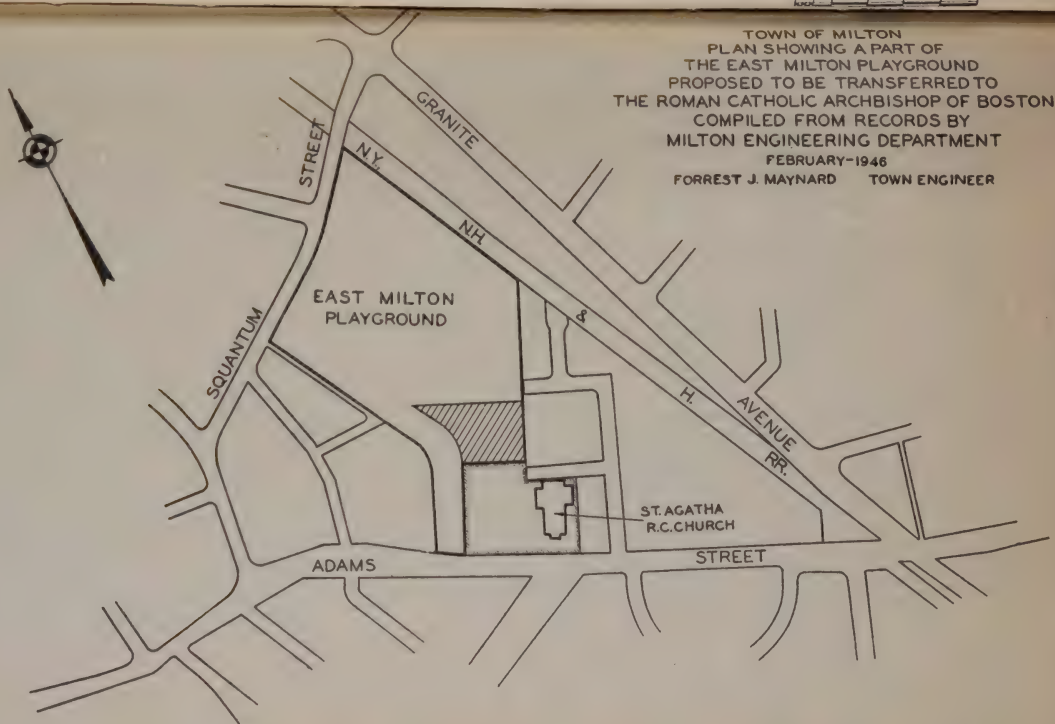 TOWN OF MILTON
PLAN SHOWING A PART OF
THE EAST MILTON PLAYGROUND
PROPOSED TO BE TRANSFERRED TO
THE ROMAN CATHOLIC ARCHBISHOP OF BOSTON
COMPILED FROM RECORDS BY
MILTON ENGINEERING DEPARTMENT
FEBRUARY-1946
FORREST J. MAYNARD TOWN ENGINEER
GRANITE
AVENUE
N.Y.,
N.H.
&
H.
RR.
SQUANTUM
STREET
EAST MILTON
PLAYGROUND
ST. AGATHA
R.C. CHURCH
ADAMS
STREET